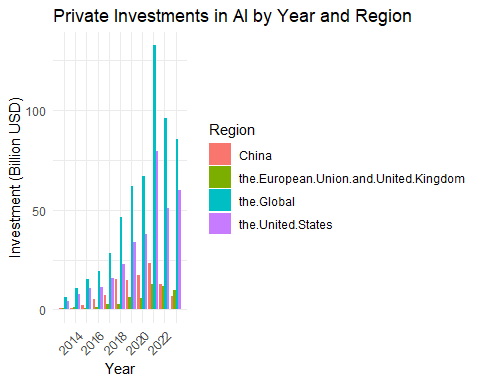 Private Investments in AI by Year and Region
Investment (Billion USD)
100
50
0
2014
2016
2018
2020
2022
Year
Region
China
the.European.Union.and.United.Kingdom
the.Global
the.United.States